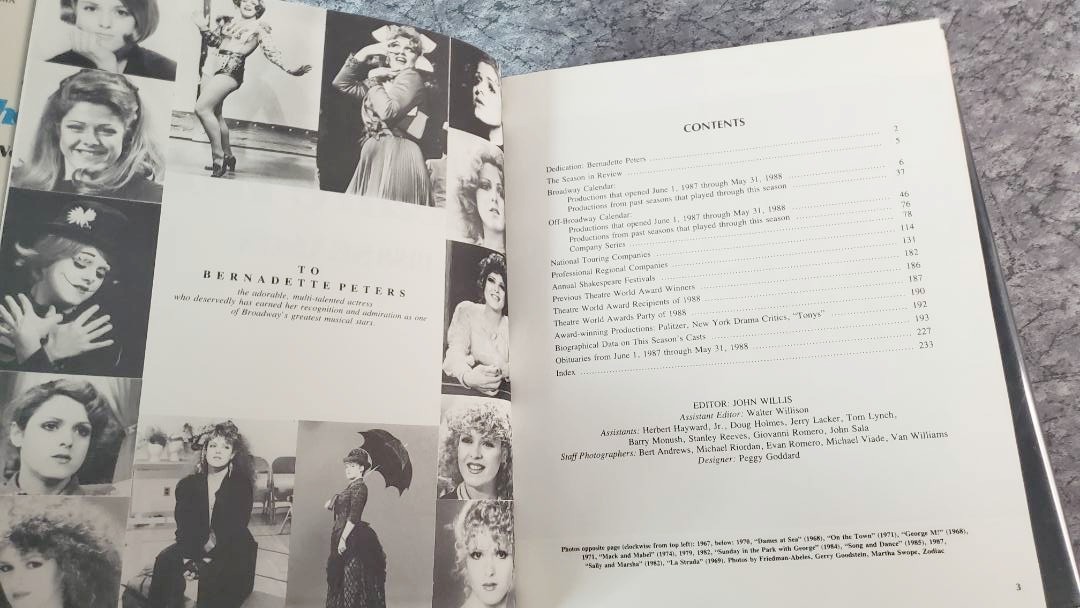 TO
BERNADETTE PETERS
the adorable, multi-talented actress
who deservedly has earned her recognition and admiration as one
of Broadway's greatest musical stars.
CONTENTS
Dedication: Bernadette Peters 2
The Season in Review 5
Broadway Calendar:
Productions that opened June 1, 1987 through May 31, 1988 6
Productions from past seasons that played through this season 37
Off-Broadway Calendar:
Productions that opened June 1, 1987 through May 31, 1988 46
Productions from past seasons that played through this season 76
Company Series 78
National Touring Companies 114
Professional Regional Companies 131
Annual Shakespeare Festivals 182
Previous Theatre World Award Winners 186
Theatre World Award Recipients of 1988 187
Theatre World Awards Party of 1988 190
Award-winning Productions: Pulitzer, New York Drama Critics, "Tonys" 192
Biographical Data on This Season's Casts 193
Obituaries from June 1, 1987 through May 31, 1988 227
Index 233
EDITOR: JOHN WILLIS
Assistant Editor: Walter Willison
Assistants: Herbert Hayward, Jr., Doug Holmes, Jerry Lacker, Tom Lynch,
Barry Monush, Stanley Reeves, Giovanni Romero, John Sala
Staff Photographers: Bert Andrews, Michael Riordan, Evan Romero, Michael Viade, Van Williams
Designer: Peggy Goddard
Photos opposite page (clockwise from top left): 1967, below: 1970, "Dames at Sea" (1968), "On the Town" (1971), "George M!" (1968),
1971, "Mack and Mabel" (1974), 1979, 1982, "Sunday in the Park with George" (1984), "Song and Dance" (1985), 1987,
"Sally and Marsha" (1982), "La Strada" (1969). Photos by Friedman-Abeles, Gerry Goodstein, Martha Swope, Zodiac
3